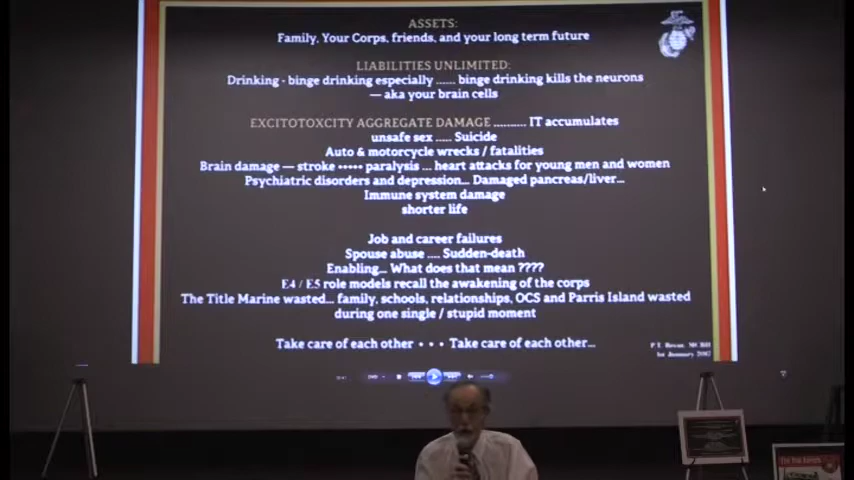 ASSETS:
Family, Your Corps, friends, and your long term future
LIABILITIES UNLIMITED:
Drinking - binge drinking especially ...... binge drinking kills the neurons
— aka your brain cells
EXCITOTOXCITY AGGREGATE DAMAGE .......... IT accumulates
unsafe sex ..... Suicide
Auto & motorcycle wrecks / fatalities
Brain damage — stroke ••••• paralysis ... heart attacks for young men and women
Psychiatric disorders and depression... Damaged pancreas/liver...
Immune system damage
shorter life
Job and career failures
Spouse abuse .... Sudden-death
Enabling... What does that mean ????
E4 / E5 role models recall the awakening of the corps
The Title Marine wasted... family, schools, relationships, OCS and Parris Island wasted
during one single / stupid moment
Take care of each other • • • Take care of each other...
1st January